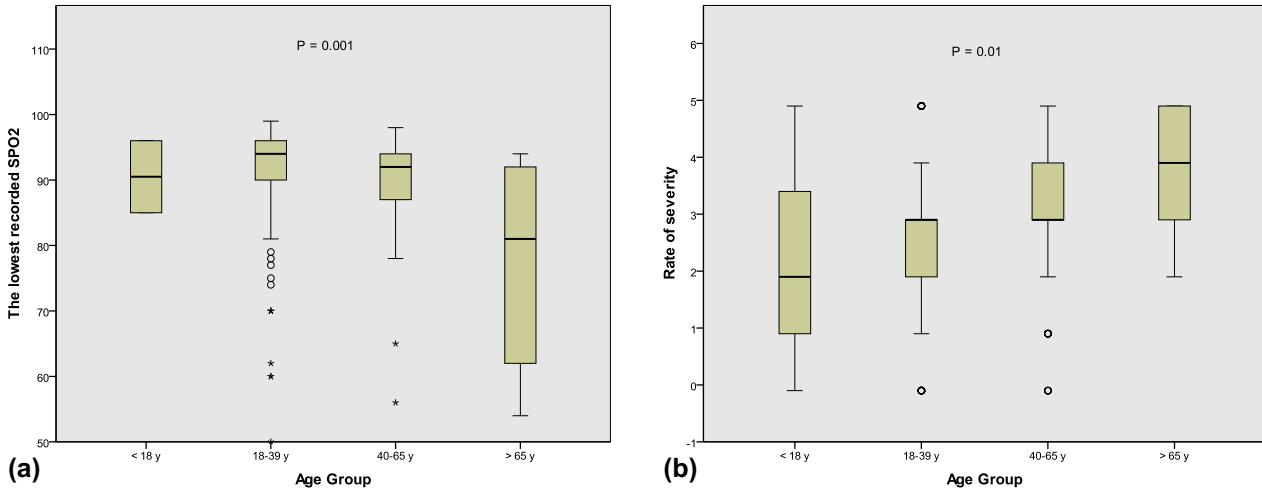 P = 0.001
The lowest recorded SPO2
110
100
90
80
70
60
50
< 18 y
18-39 y
40-65 y
> 65 y
Age Group
(a)
P = 0.01
Rate of severity
6
5
4
3
2
1
0
-1
< 18 y
18-39 y
40-65 y
> 65 y
Age Group
(b)